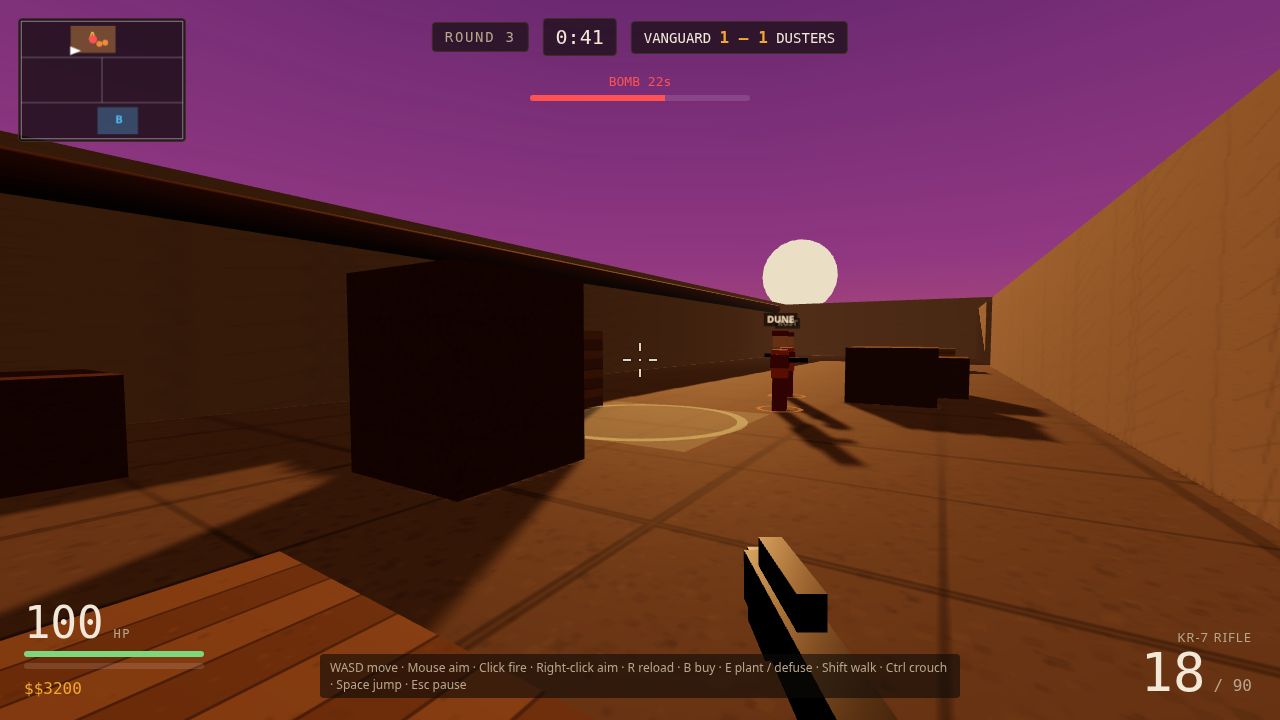 ROUND 3
0:41
VANGUARD 1 — 1 DUSTERS
BOMB 22s
B
DUNE
100 HP
$$3200
WASD move · Mouse aim · Click fire · Right-click aim · R reload · B buy · E plant / defuse · Shift walk · Ctrl crouch
· Space jump · Esc pause
KR-7 RIFLE
18 / 90